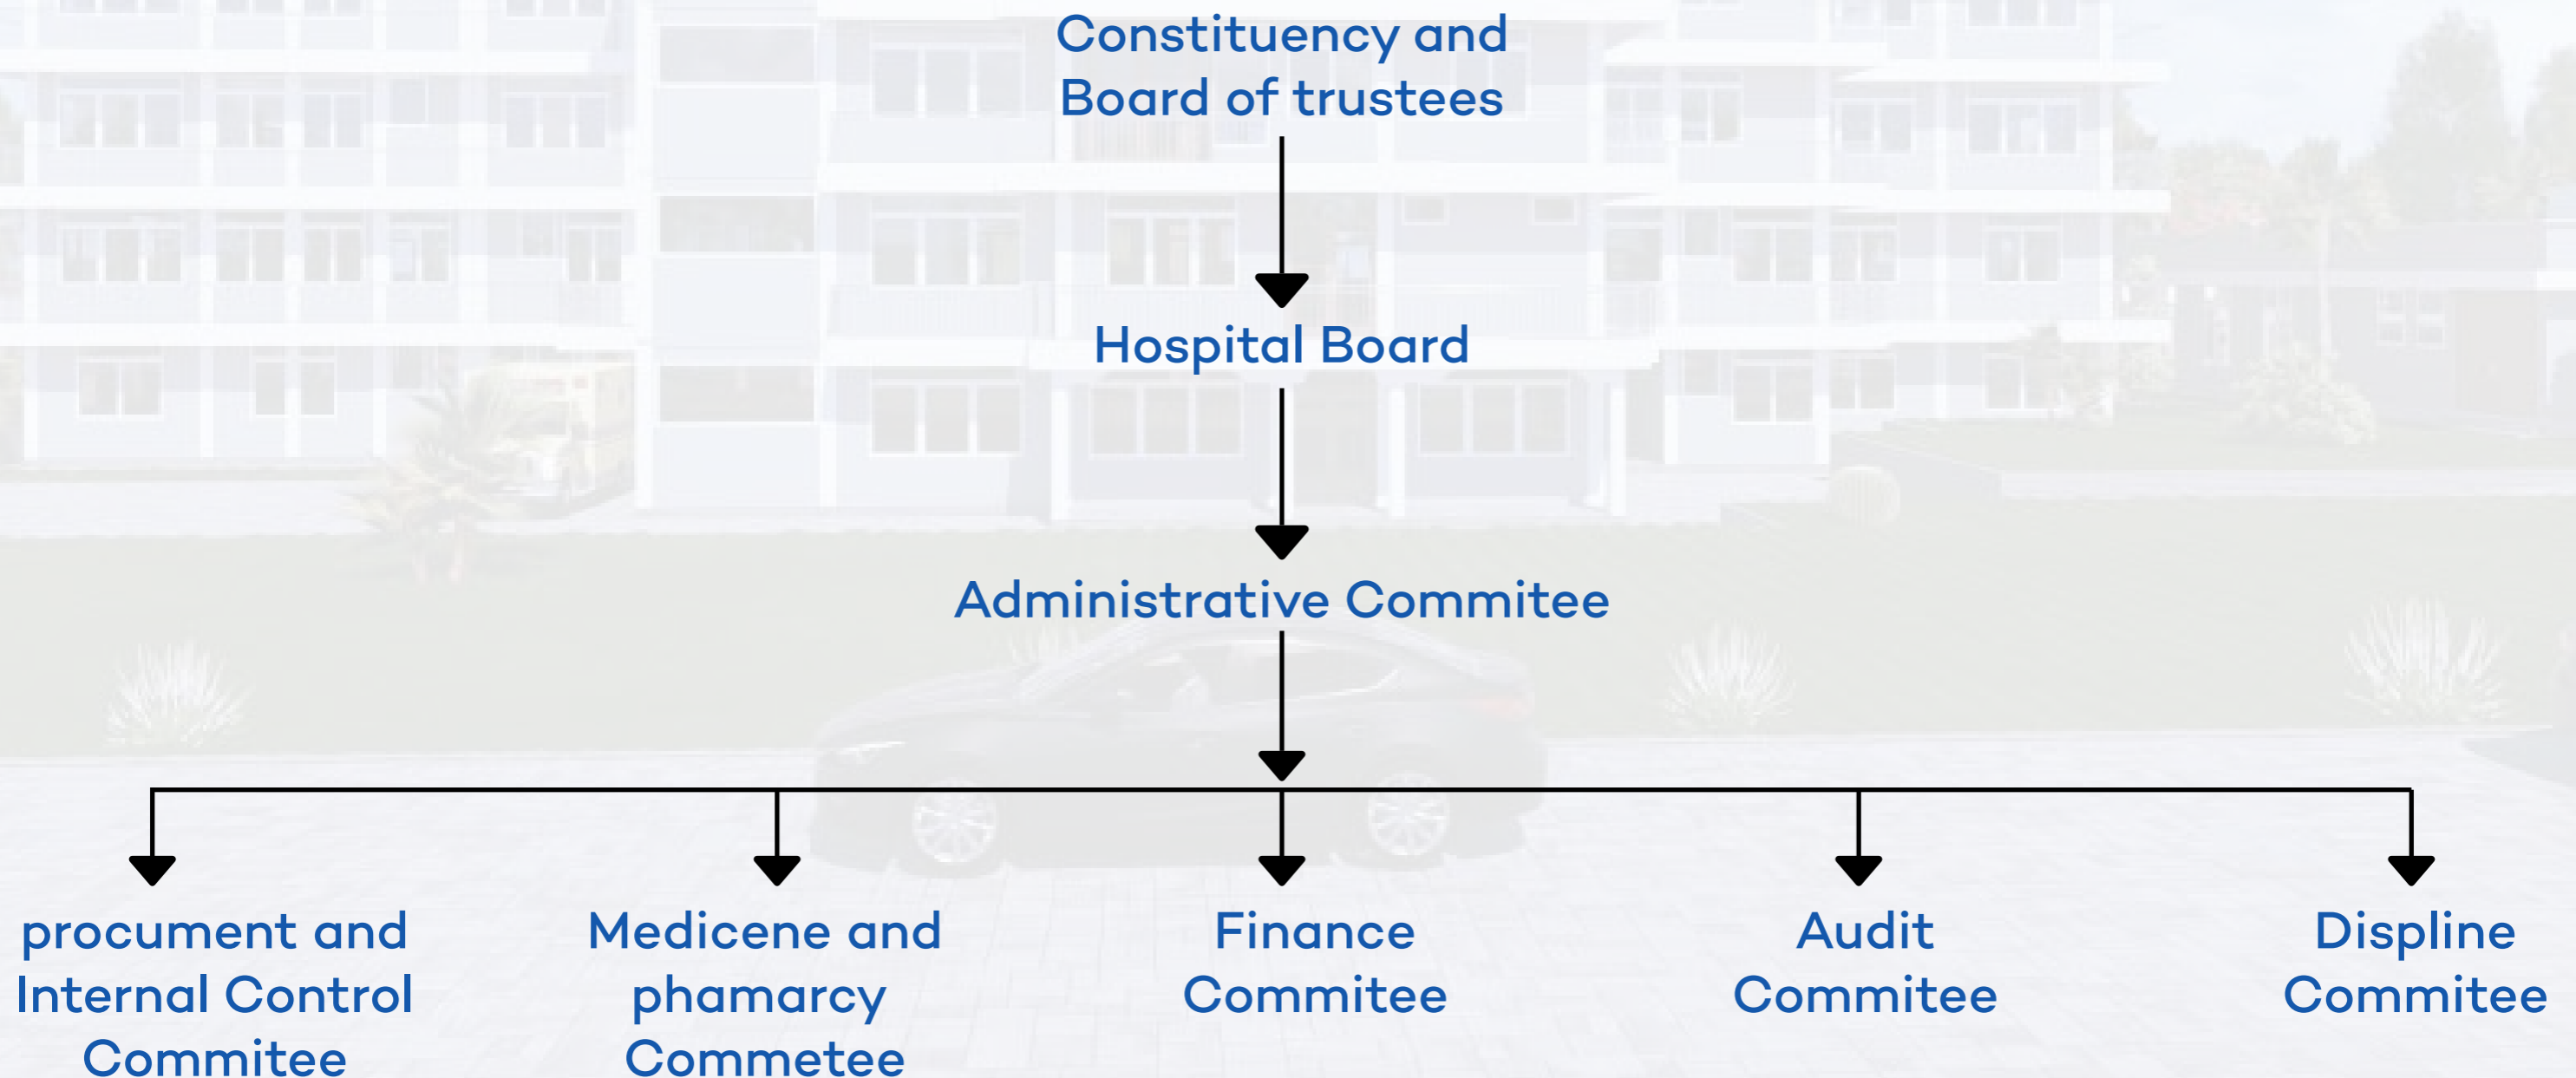 Constituency and
Board of trustees
Hospital Board
Administrative Commitee
procument and
Internal Control
Commitee
Medicene and
phamarcy
Commetee
Finance
Commitee
Audit
Commitee
Displine
Commitee